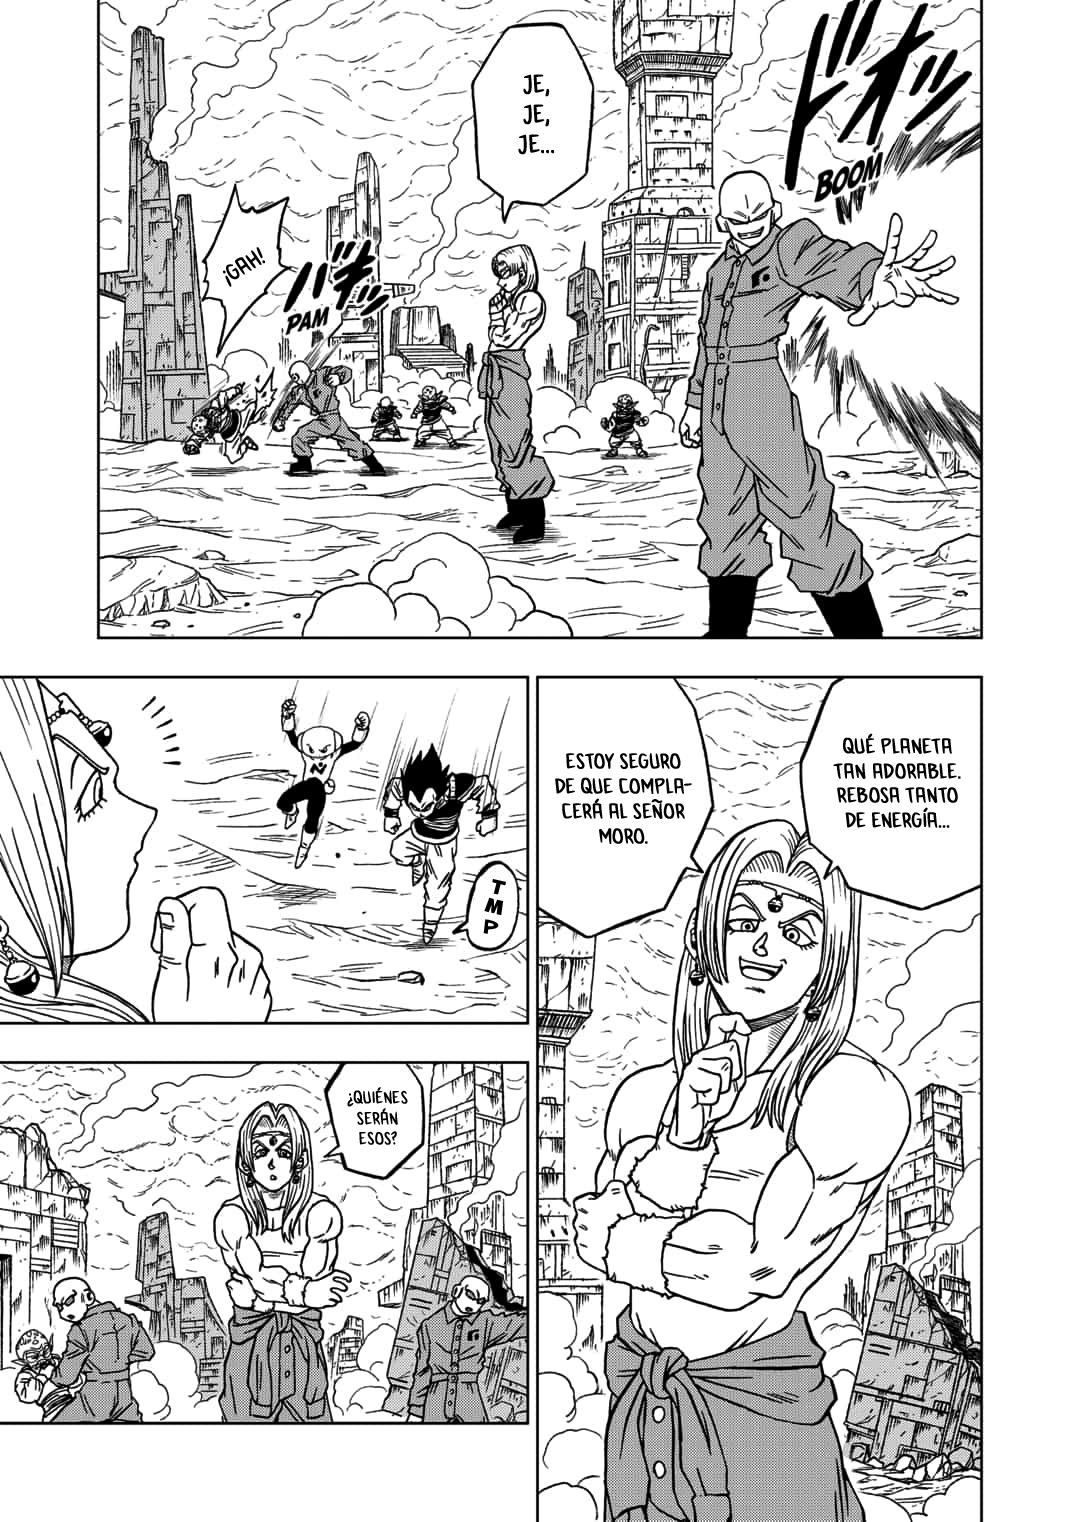 ドオッ
BOOM
JE,
JE,
JE...
バキッ
PAM
¡GAH!
QUÉ PLANETA
TAN ADORABLE.
REBOSA TANTO
DE ENERGÍA...
ESTOY SEGURO
DE QUE COMPLA-
CERÁ AL SEÑOR
MORO.
TMP
¿QUIÉNES
SERÁN
ESOS?